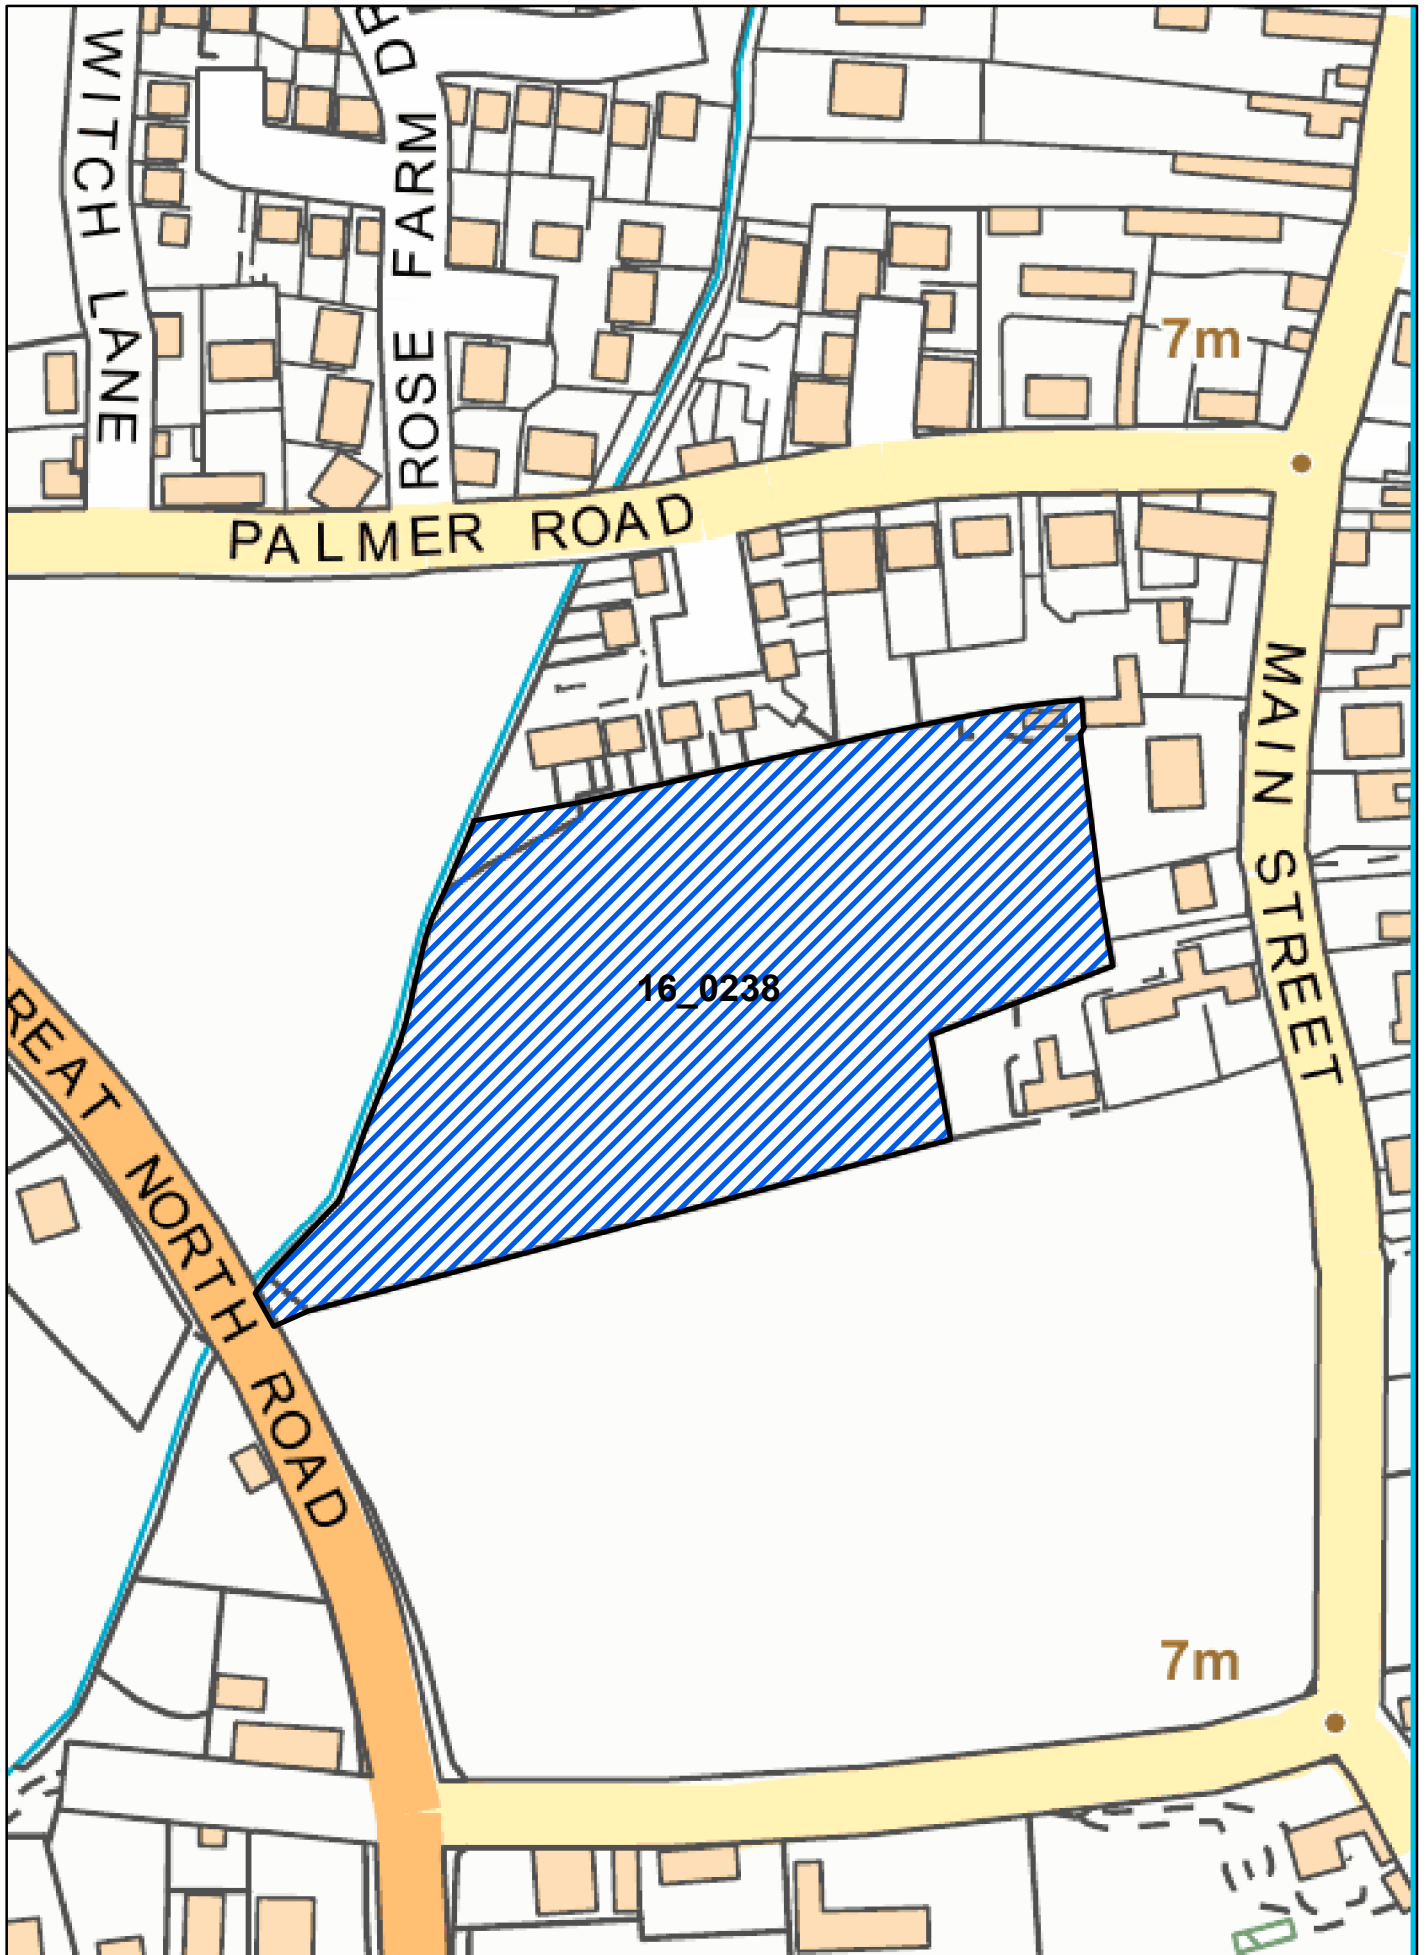 WITCH LANE
ROSE FARM DR
7m
PALMER ROAD
MAIN STREET
16_0238
REAT NORTH ROAD
7m